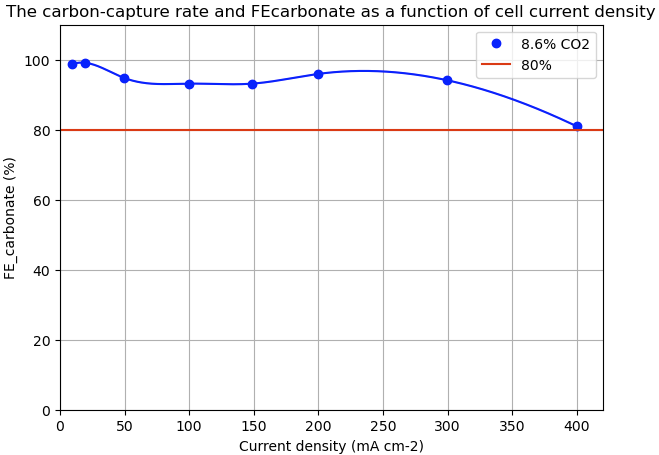 The carbon-capture rate and FEcarbonate as a function of cell current density
8.6% CO2
80%
FE_carbonate (%)
100
80
60
40
20
0
0 50 100 150 200 250 300 350 400
Current density (mA cm-2)